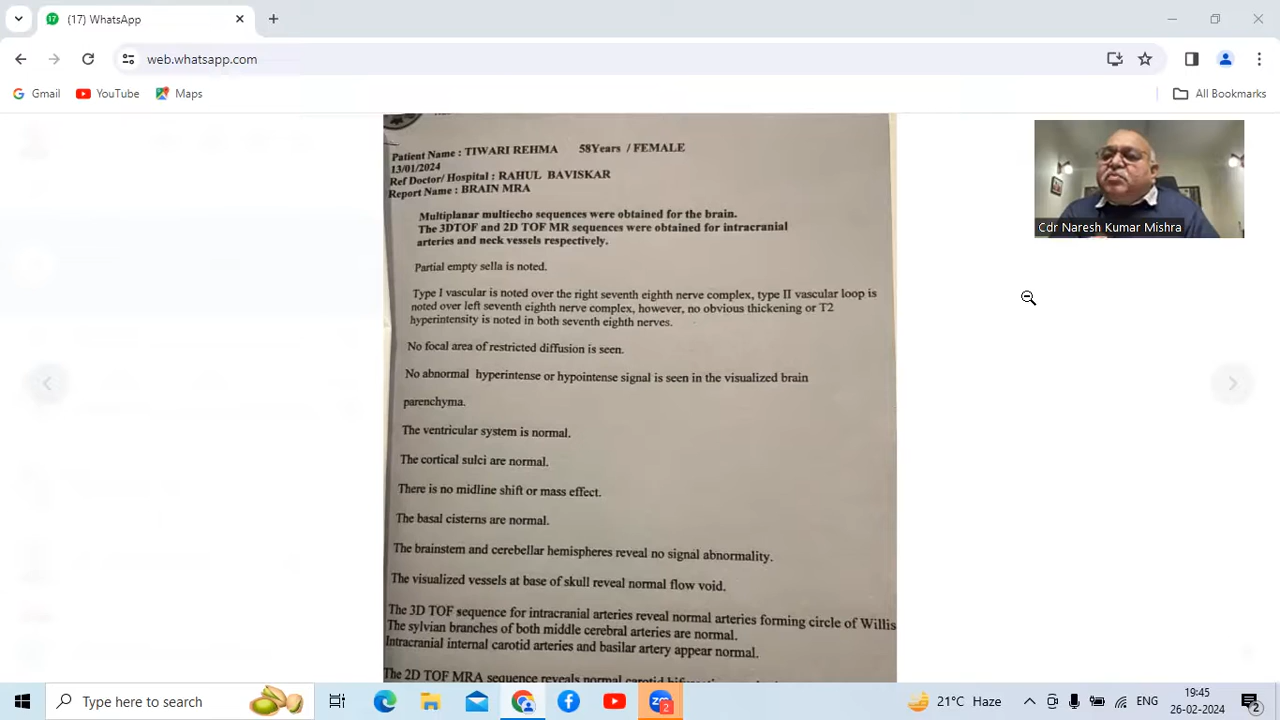 (17) WhatsApp
web.whatsapp.com
Gmail
YouTube
Maps
All Bookmarks
Patient Name : TIWARI REHMA 58Years / FEMALE
13/01/2024
Ref Doctor/ Hospital : RAHUL BAVISKAR
Report Name : BRAIN MRA
Multiplanar multiecho sequences were obtained for the brain.
The 3DTOF and 2D TOF MR sequences were obtained for intracranial
arteries and neck vessels respectively.
Partial empty sella is noted.
Type I vascular is noted over the right seventh eighth nerve complex, type II vascular loop is
noted over left seventh eighth nerve complex, however, no obvious thickening or T2
hyperintensity is noted in both seventh eighth nerves.
No focal area of restricted diffusion is seen.
No abnormal hyperintense or hypointense signal is seen in the visualized brain
parenchyma.
The ventricular system is normal.
The cortical sulci are normal.
There is no midline shift or mass effect.
The basal cisterns are normal.
The brainstem and cerebellar hemispheres reveal no signal abnormality.
The visualized vessels at base of skull reveal normal flow void.
The 3D TOF sequence for intracranial arteries reveal normal arteries forming circle of Willis
The sylvian branches of both middle cerebral arteries are normal.
Intracranial internal carotid arteries and basilar artery appear normal.
The 2D TOF MRA sequence reveals normal carotid
Cdr Naresh Kumar Mishra
Type here to search
2
21°C Haze
ENG
19:45
26-02-2024
2